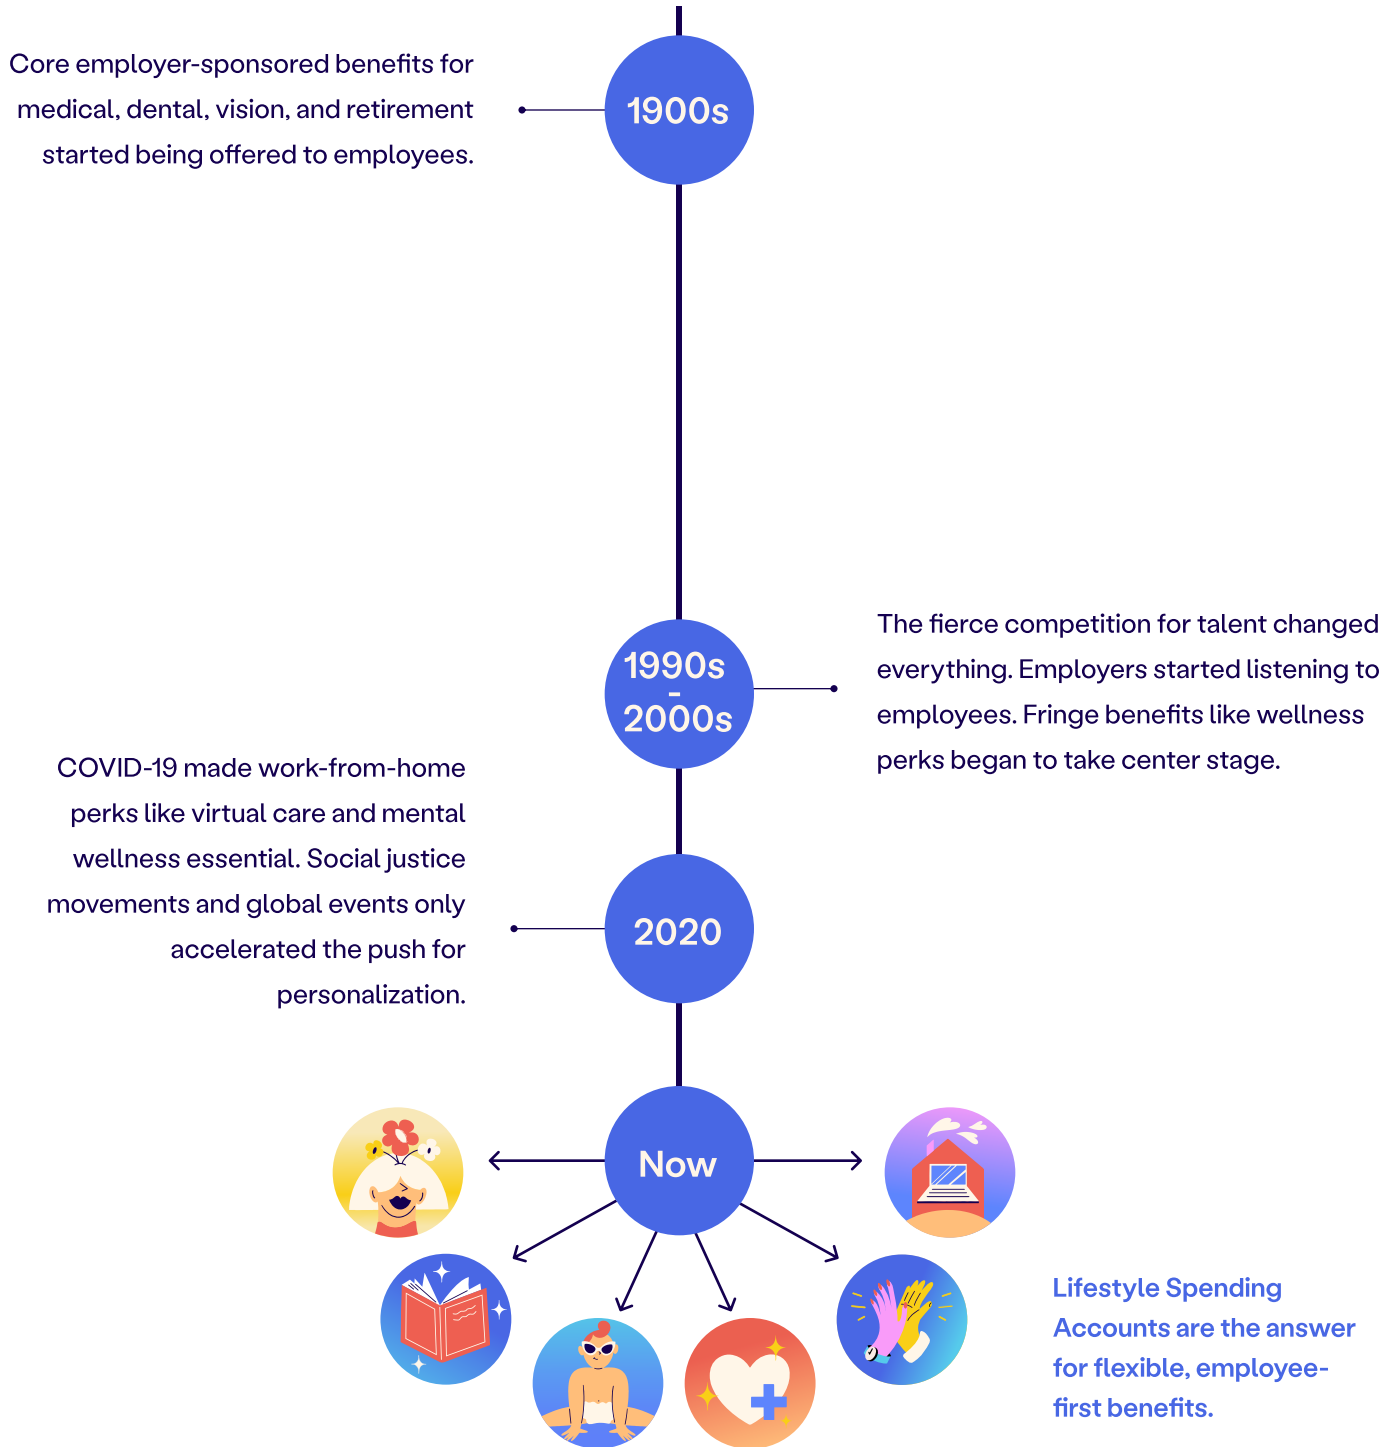 Core employer-sponsored benefits for
medical, dental, vision, and retirement
started being offered to employees.
1900s
1990s
-
2000s
The fierce competition for talent changed
everything. Employers started listening to
employees. Fringe benefits like wellness
perks began to take center stage.
COVID-19 made work-from-home
perks like virtual care and mental
wellness essential. Social justice
movements and global events only
accelerated the push for
personalization.
2020
Now
Lifestyle Spending
Accounts are the answer
for flexible, employee-
first benefits.